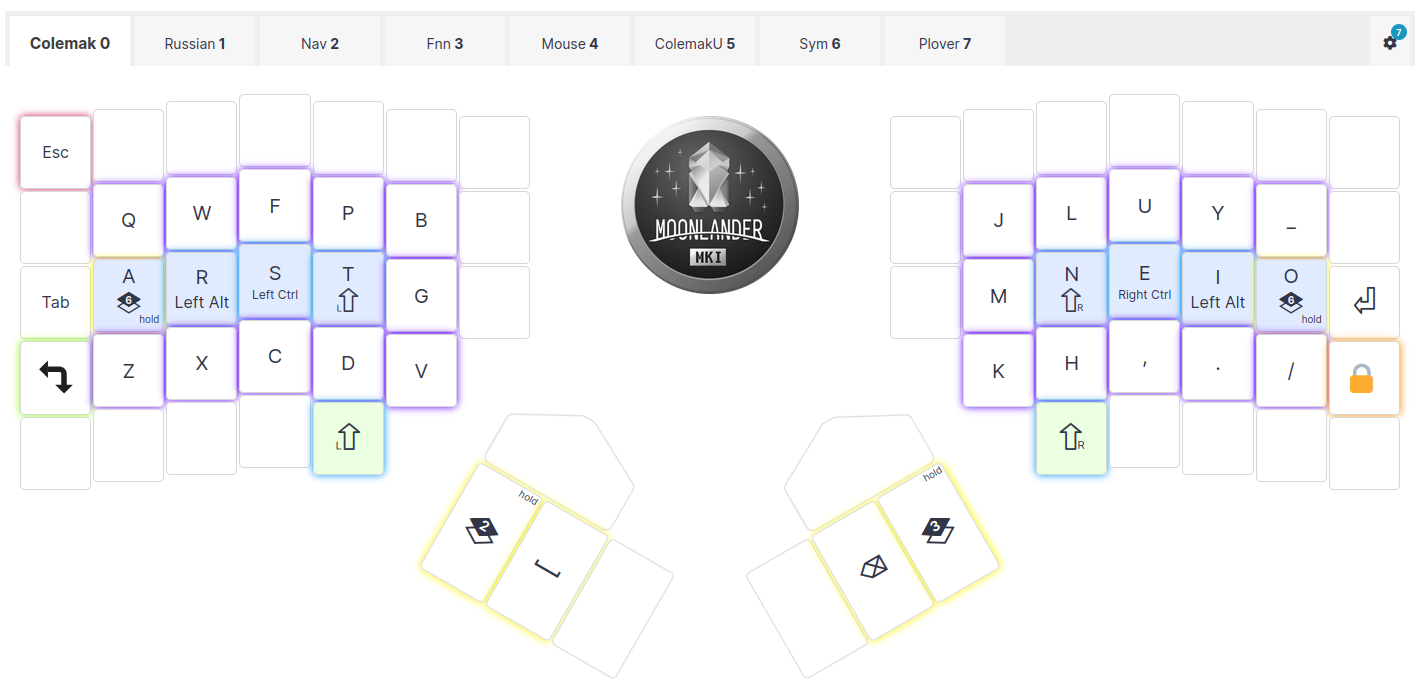 Colemak 0 Russian 1 Nav 2 Fnn 3 Mouse 4 ColemakU 5 Sym 6 Plover 7 7
Esc
Q W F P B J L U Y _
Tab A 6 hold R Left Alt S Left Ctrl T L G M N R E Right Ctrl I Left Alt O 6 hold
Z X C D V K H , . /
L R
MOONLANDER
MKI
hold 2 [ hold 3